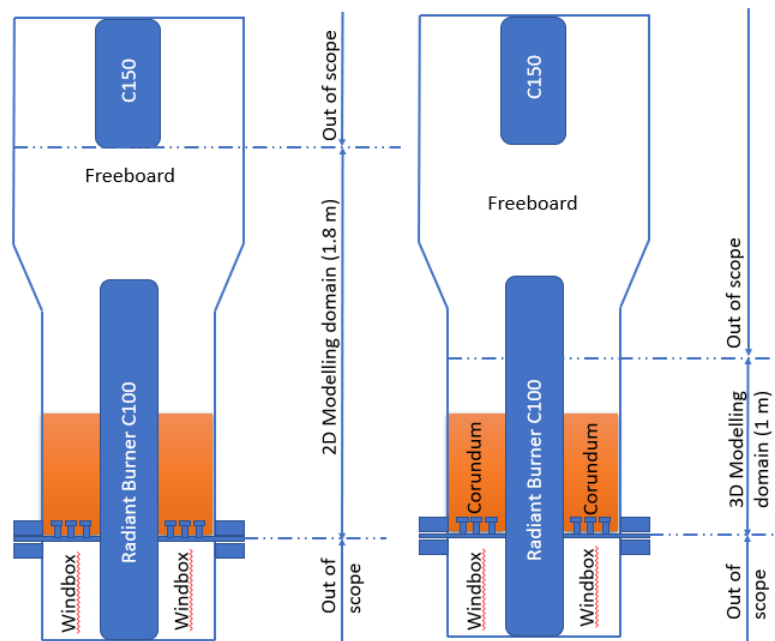 C150
Out of scope
Freeboard
2D Modelling domain (1.8 m)
Radiant Burner C100
Windbox
Windbox
Out of
scope
C150
Out of scope
Freeboard
Corundum
Radiant Burner C100
Corundum
3D Modelling
domain (1 m)
Windbox
Windbox
Out of
scope